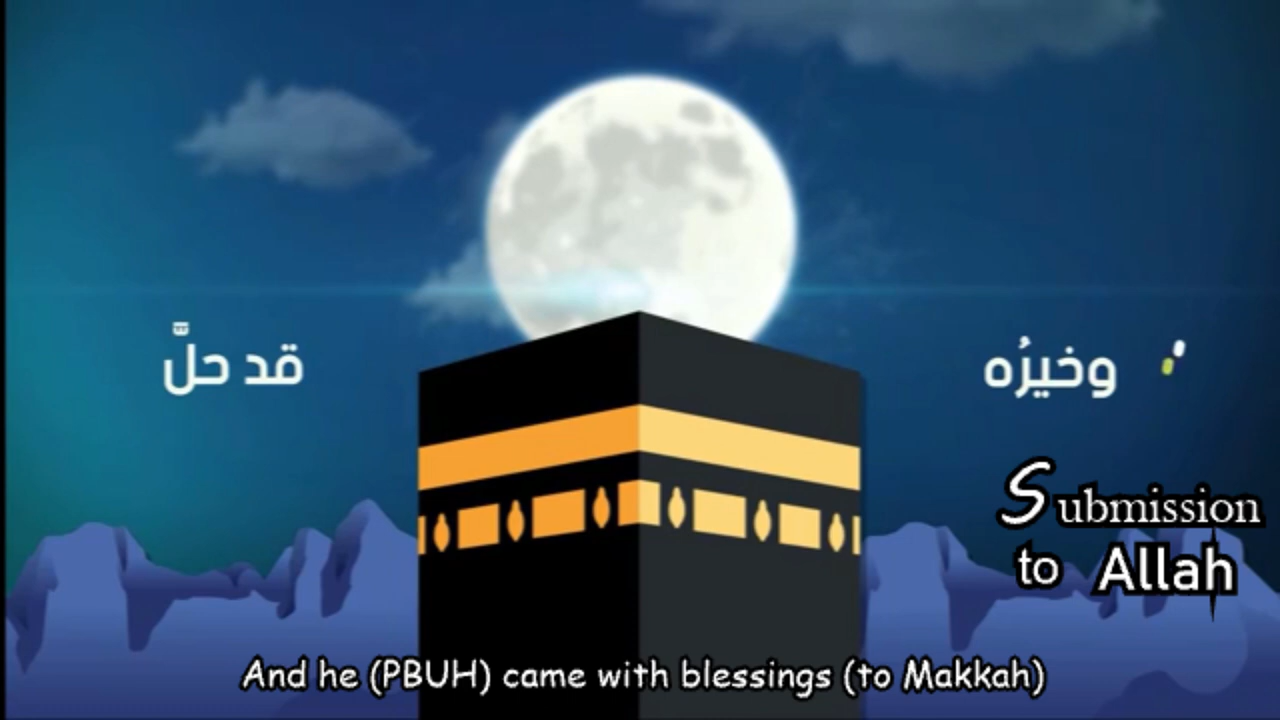 وخيرُه
قد حلَّ
Submission
to Allah
And he (PBUH) came with blessings (to Makkah)